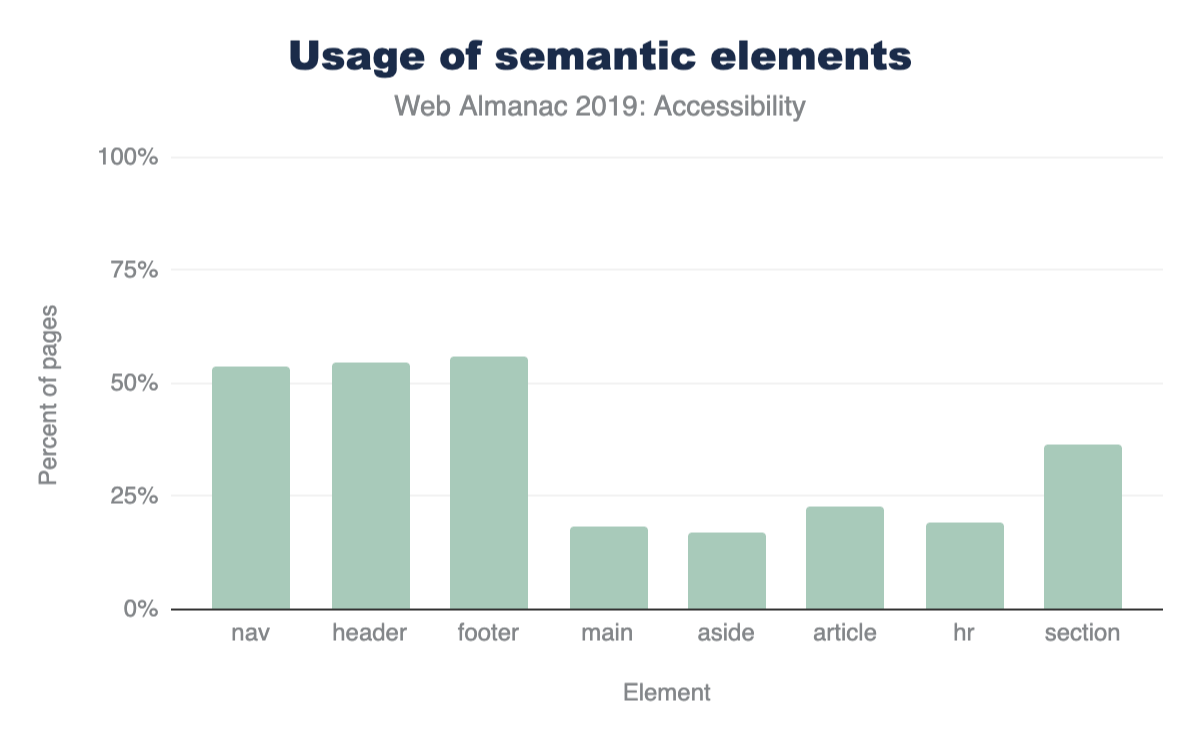 Usage of semantic elements
Web Almanac 2019: Accessibility
100%
75%
50%
25%
0%
Percent of pages
nav header footer main aside article hr section
Element